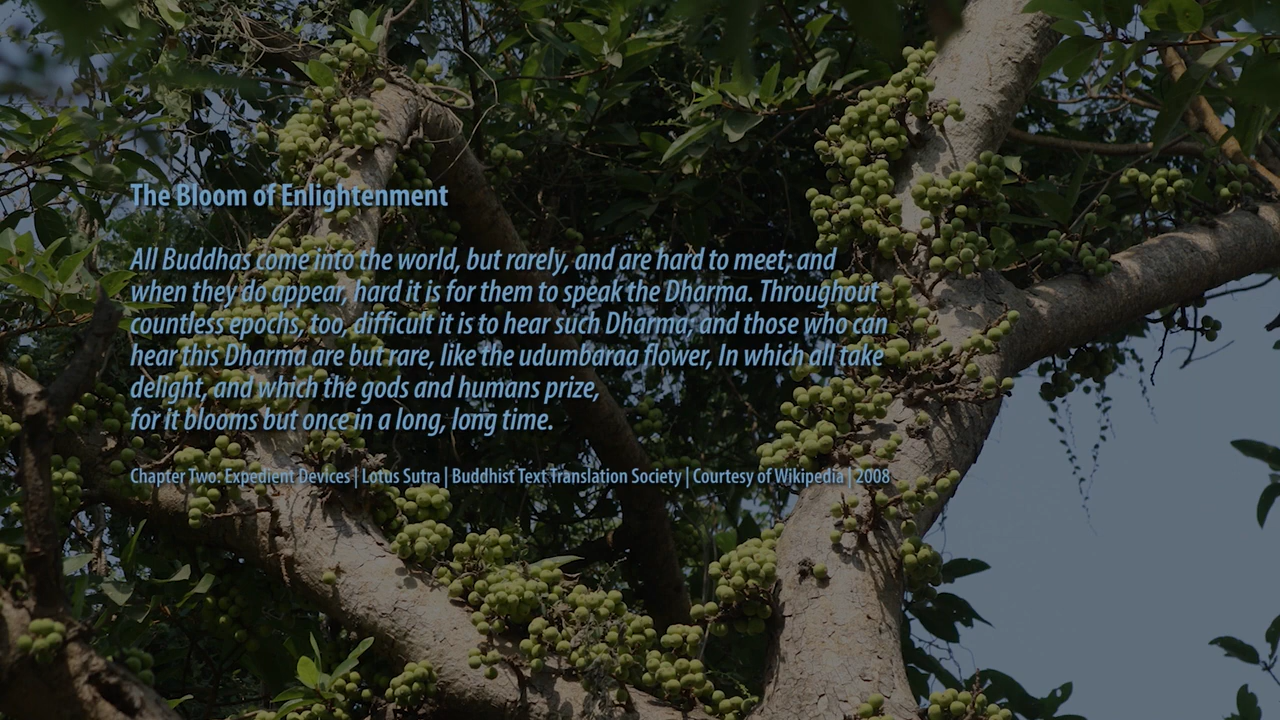 The Bloom of Enlightenment
All Buddhas come into the world, but rarely, and are hard to meet; and
when they do appear, hard it is for them to speak the Dharma. Throughout
countless epochs, too, difficult it is to hear such Dharma; and those who can
hear this Dharma are but rare, like the udumbaraa flower, In which all take
delight, and which the gods and humans prize,
for it blooms but once in a long, long time.
Chapter Two: Expedient Devices | Lotus Sutra | Buddhist Text Translation Society | Courtesy of Wikipedia | 2008